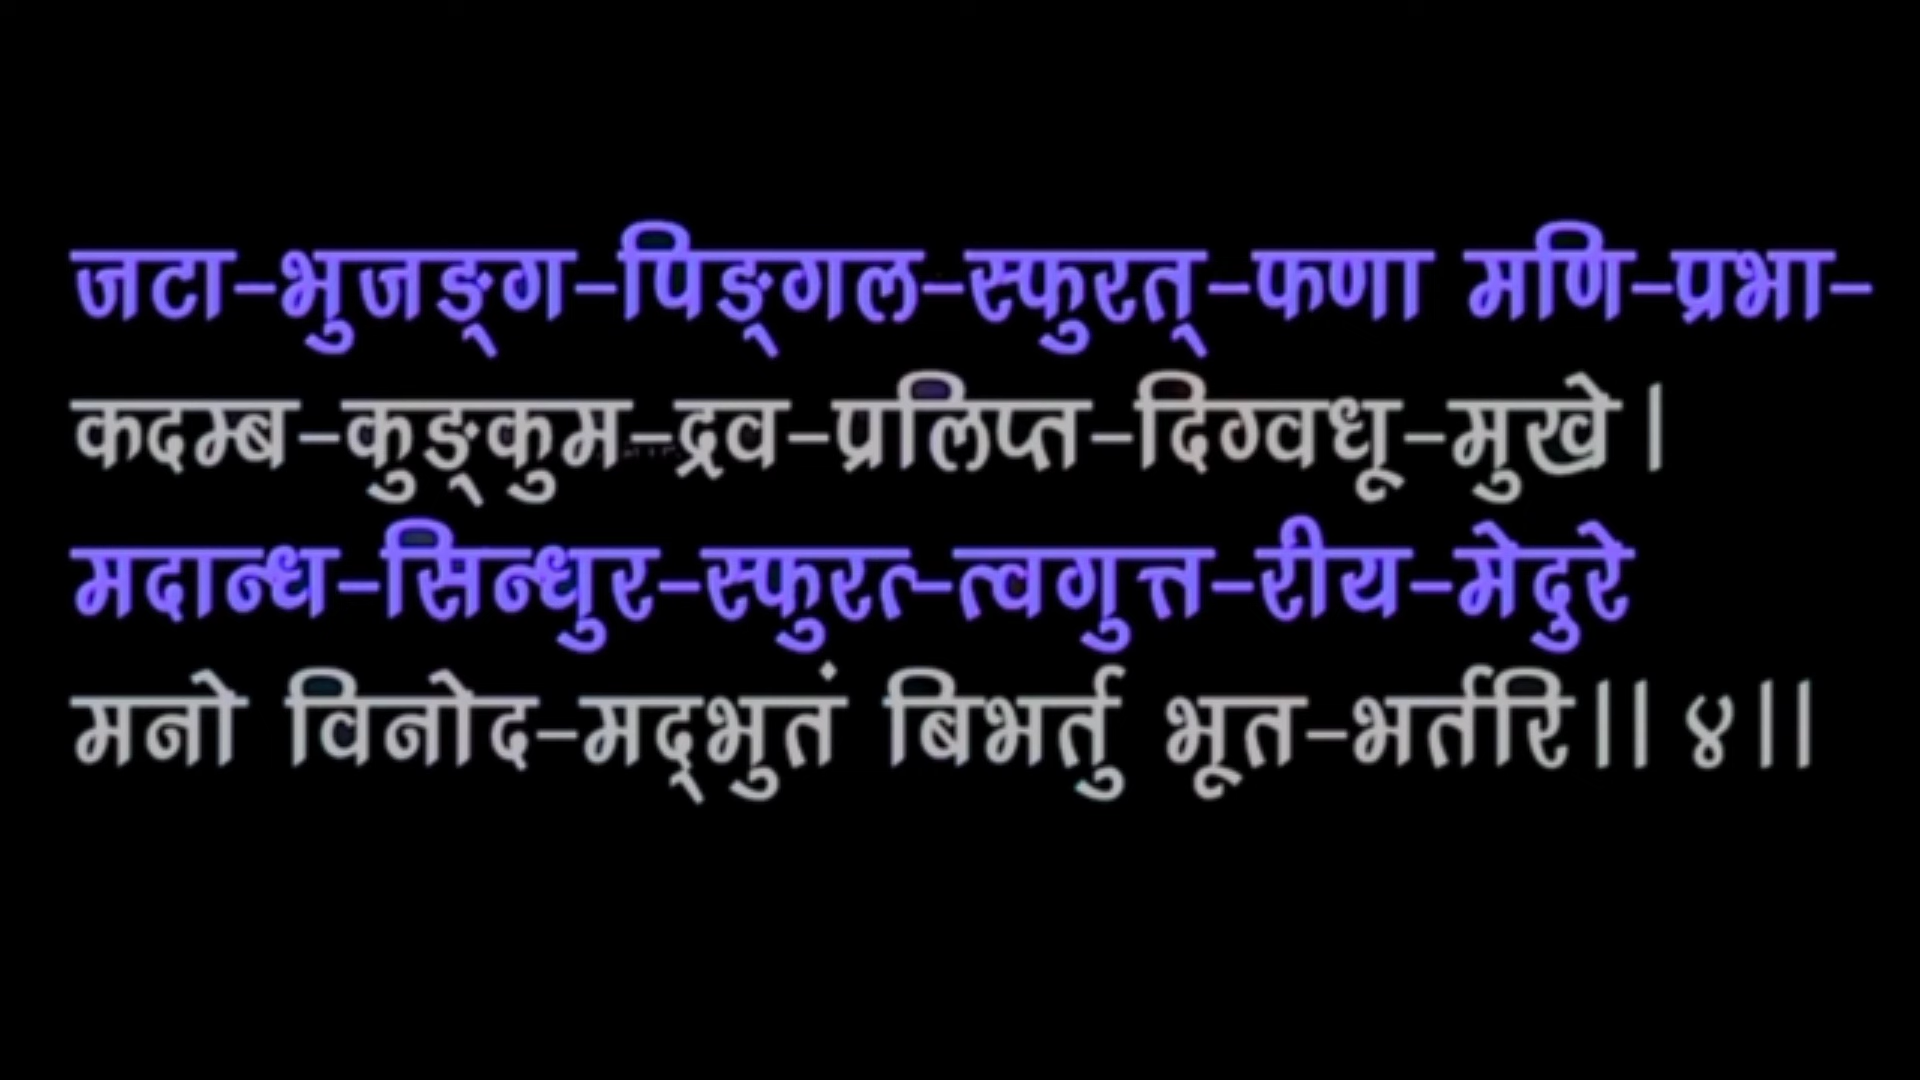 जटा-भुजङ्ग-पिङ्गल-स्फुरत्-फणा मणि-प्रभा-
कदम्ब-कुङ्कुम-द्रव-प्रलिप्त-दिग्वधू-मुखे।
मदान्ध-सिन्धुर-स्फुरत्-त्वगुत्त-रीय-मेदुरे
मनो विनोद-मद्भुतं बिभर्तु भूत-भर्तरि।। ४।।